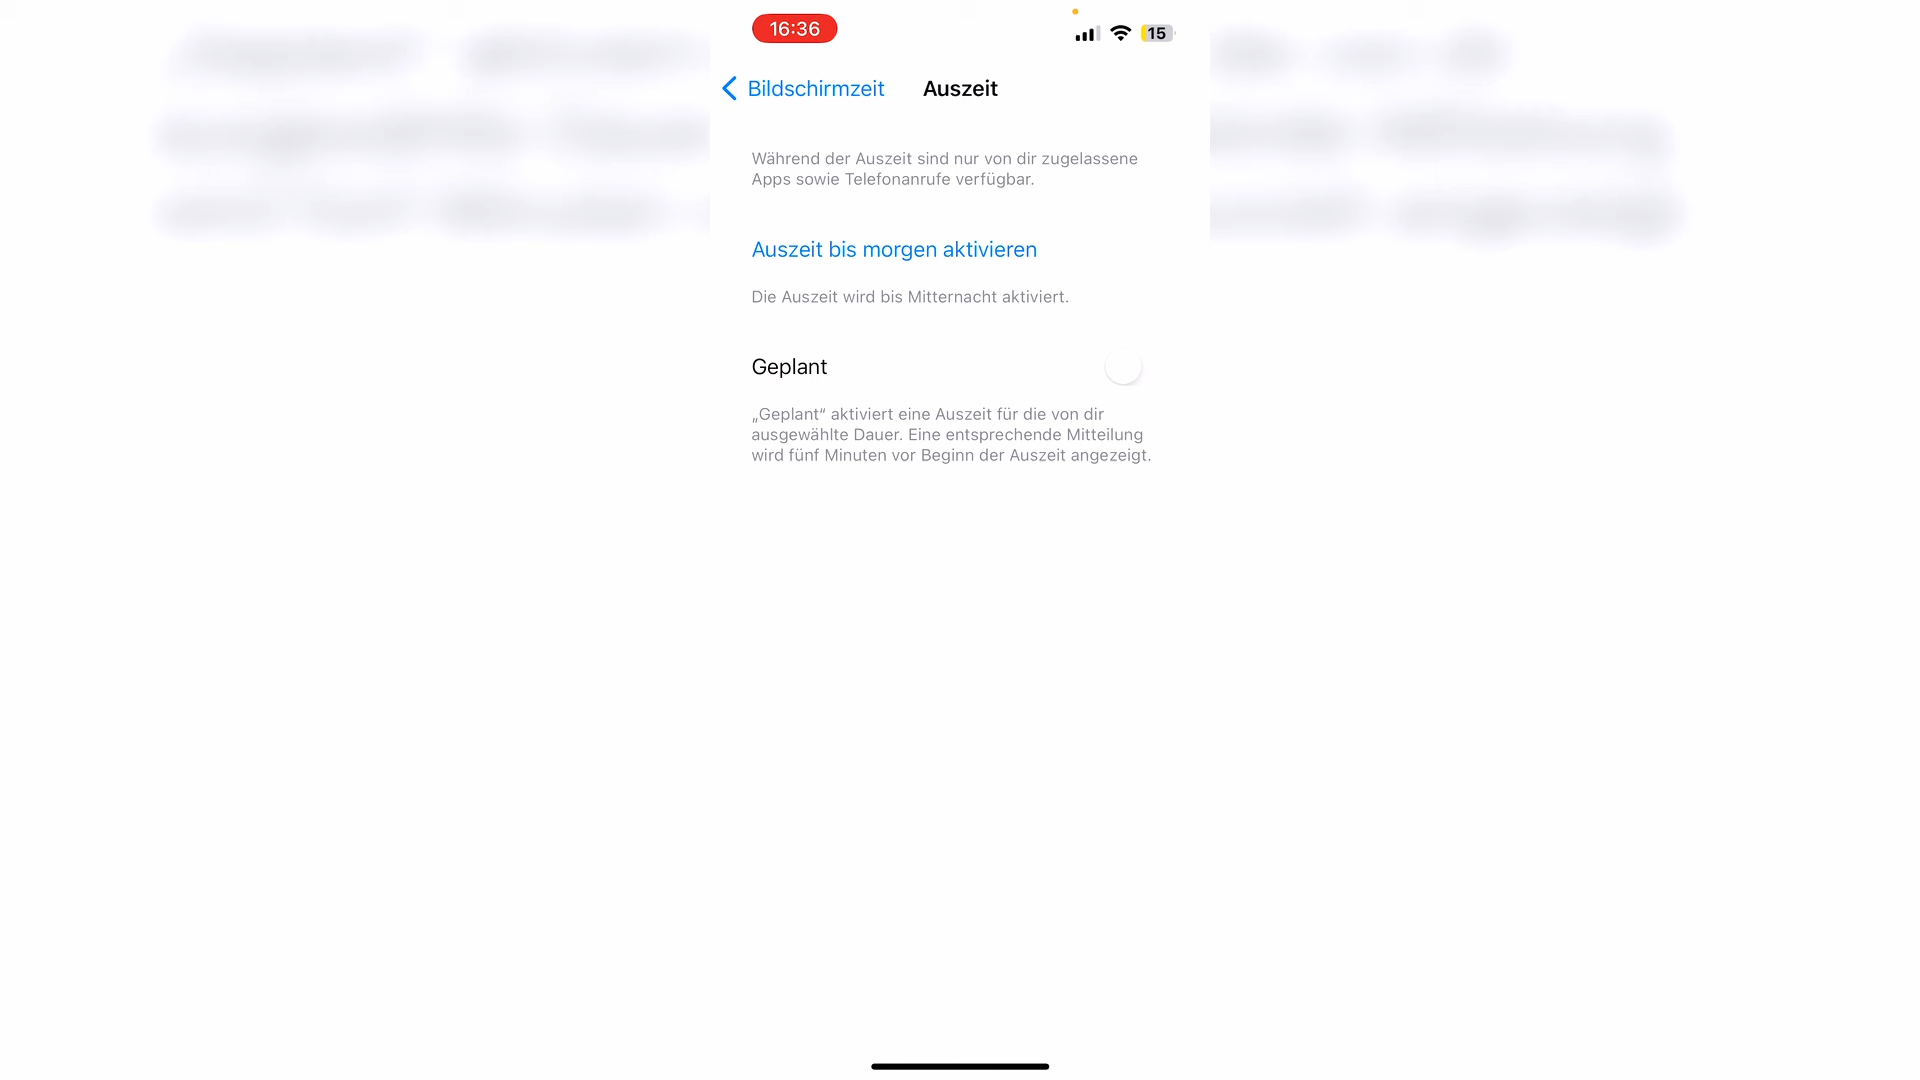 16:36
15
Bildschirmzeit
Auszeit
Während der Auszeit sind nur von dir zugelassene
Apps sowie Telefonanrufe verfügbar.
Auszeit bis morgen aktivieren
Die Auszeit wird bis Mitternacht aktiviert.
Geplant
„Geplant“ aktiviert eine Auszeit für die von dir
ausgewählte Dauer. Eine entsprechende Mitteilung
wird fünf Minuten vor Beginn der Auszeit angezeigt.